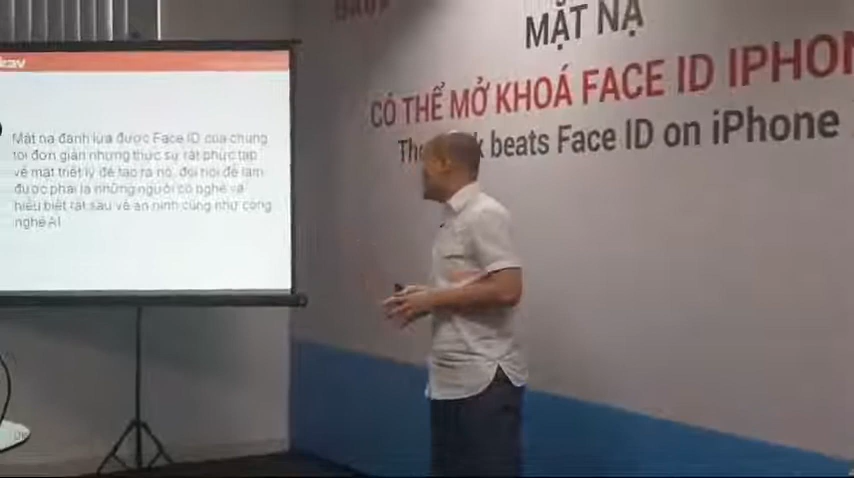 kav
Mặt nạ đánh lừa được Face ID của chúng
tôi đơn giản nhưng thực sự rất phức tạp
về mặt triết lý để tạo ra nó, đòi hỏi để làm
được phải là những người có nghề và
hiểu biết rất sâu về an ninh cũng như công
nghệ AI
MẶT NẠ
CÓ THỂ MỞ KHOÁ FACE ID IPHON
beats Face ID on iPhone